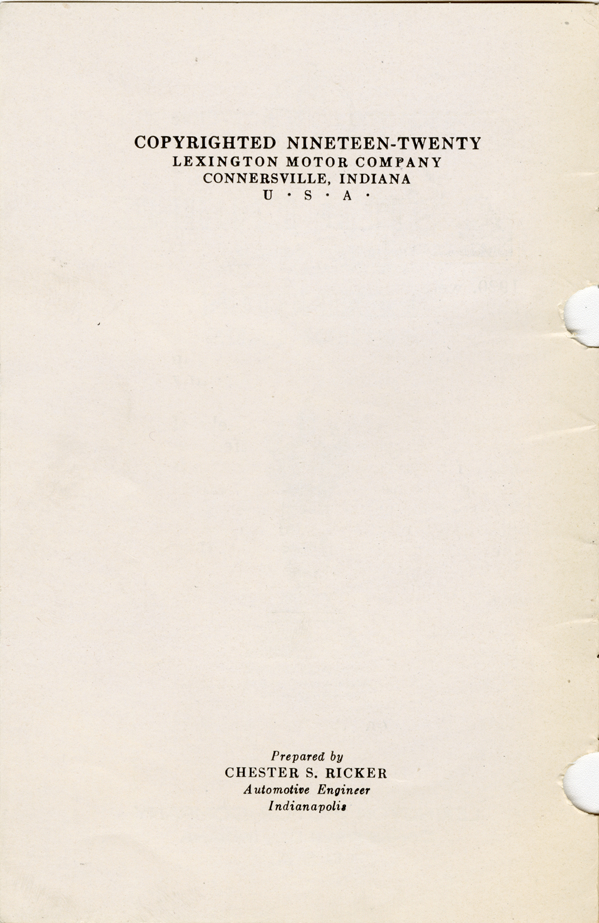 COPYRIGHTED NINETEEN-TWENTY
LEXINGTON MOTOR COMPANY
CONNERSVILLE, INDIANA
U · S · A ·
Prepared by
CHESTER S. RICKER
Automotive Engineer
Indianapolis